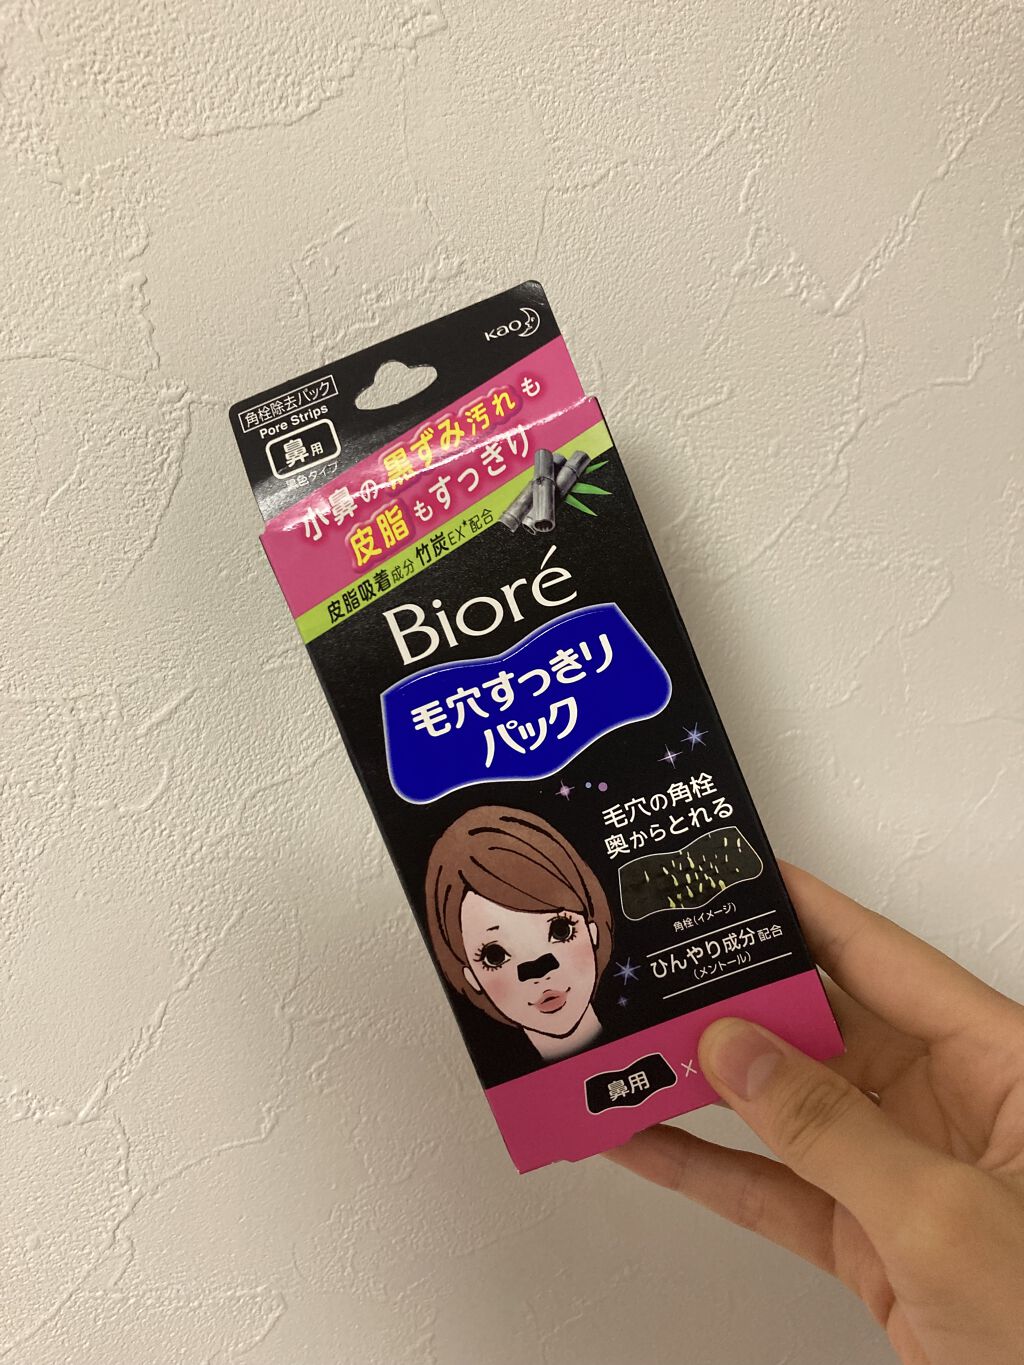 Kao
角栓除去パック
Pore Strips
鼻用
黒色タイプ
小鼻の黒ずみ汚れも
皮脂もすっきり
皮脂吸着成分竹炭EX*配合
Bioré
毛穴すっきり
パック
毛穴の角栓
奥からとれる
角栓(イメージ)
ひんやり成分配合
(メントール)
鼻用×